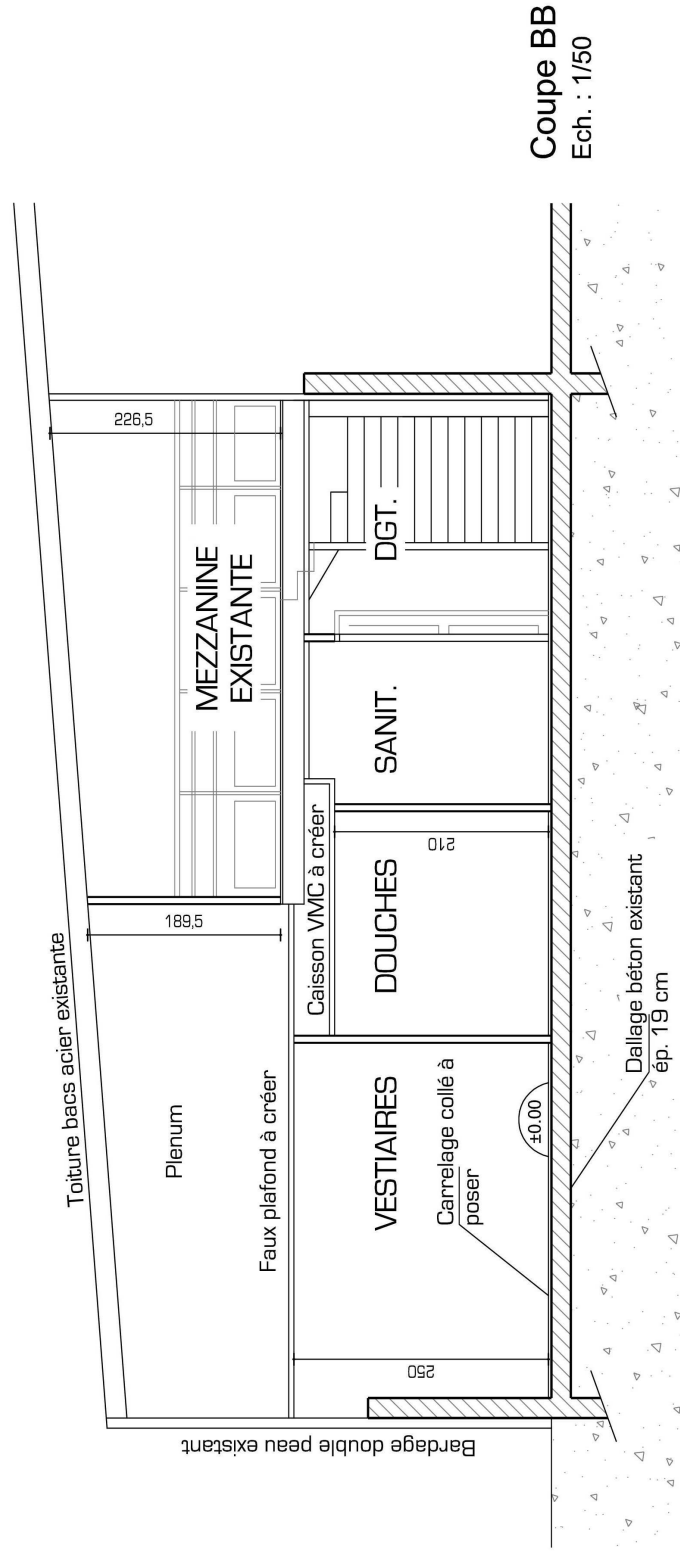 Toiture bacs acier existante
Plenum
Faux plafond à créer
189,5
226,5
MEZZANINE
EXISTANTE
Caisson VMC à créer
VESTIAIRES
DOUCHES
SANIT.
DGT.
250
210
Carrelage collé à
poser
±0.00
Bardage double peau existant
Dallage béton existant
ép. 19 cm
Coupe BB
Ech. : 1/50